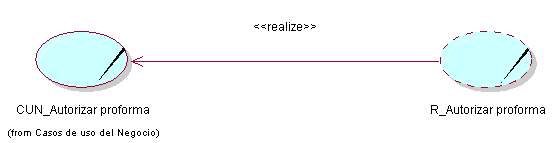 <<realize>>
CUN_Autorizar proforma
R_Autorizar proforma
(from Casos de uso del Negocio)